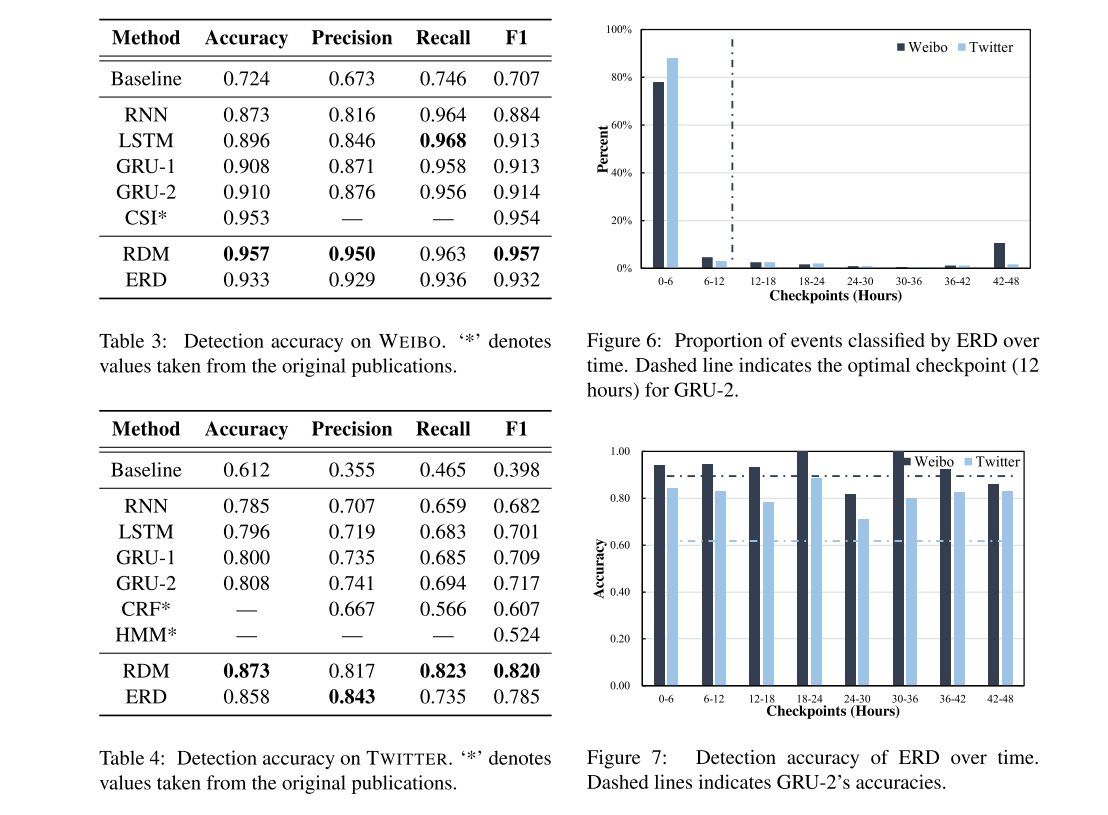 Method Accuracy Precision Recall F1
Baseline 0.724 0.673 0.746 0.707
RNN 0.873 0.816 0.964 0.884
LSTM 0.896 0.846 0.968 0.913
GRU-1 0.908 0.871 0.958 0.913
GRU-2 0.910 0.876 0.956 0.914
CSI* 0.953 — — 0.954
RDM 0.957 0.950 0.963 0.957
ERD 0.933 0.929 0.936 0.932
Table 3: Detection accuracy on WEIBO. ‘*’ denotes
values taken from the original publications.
Method Accuracy Precision Recall F1
Baseline 0.612 0.355 0.465 0.398
RNN 0.785 0.707 0.659 0.682
LSTM 0.796 0.719 0.683 0.701
GRU-1 0.800 0.735 0.685 0.709
GRU-2 0.808 0.741 0.694 0.717
CRF* — 0.667 0.566 0.607
HMM* — — — 0.524
RDM 0.873 0.817 0.823 0.820
ERD 0.858 0.843 0.735 0.785
Table 4: Detection accuracy on TWITTER. ‘*’ denotes
values taken from the original publications.
Weibo Twitter
Percent
100%
80%
60%
40%
20%
0%
0-6 6-12 12-18 18-24 24-30 30-36 36-42 42-48
Checkpoints (Hours)
Figure 6: Proportion of events classified by ERD over
time. Dashed line indicates the optimal checkpoint (12
hours) for GRU-2.
Weibo Twitter
Accuracy
1.00
0.80
0.60
0.40
0.20
0.00
0-6 6-12 12-18 18-24 24-30 30-36 36-42 42-48
Checkpoints (Hours)
Figure 7: Detection accuracy of ERD over time.
Dashed lines indicates GRU-2’s accuracies.